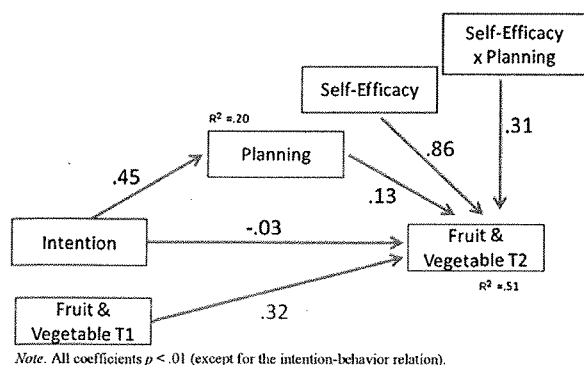 Self-Efficacy
x Planning
Self-Efficacy
R² =.20
Planning
.86
.31
.45
.13
Intention
-.03
Fruit &
Vegetable T2
R² =.51
Fruit &
Vegetable T1
.32
Note. All coefficients p < .01 (except for the intention-behavior relation).